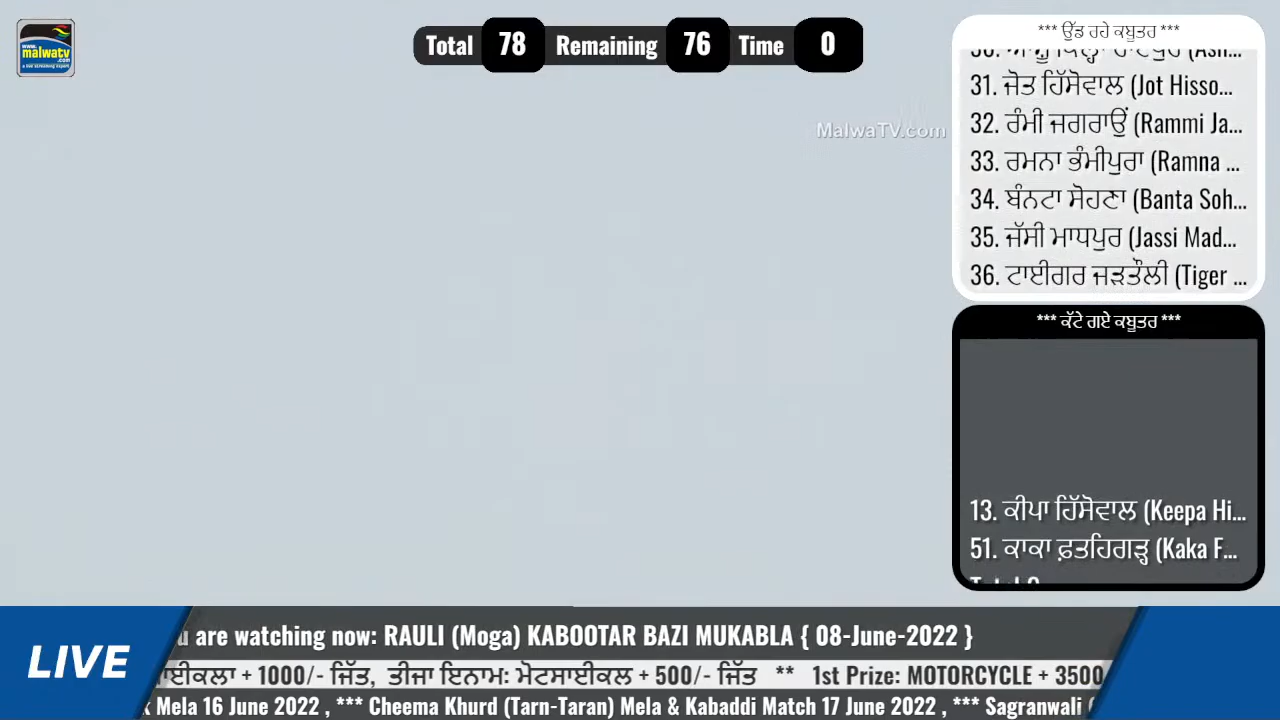 www.
malwatv
.com
Total 78 Remaining 76 Time 0
MalwaTV.com
*** ਉੱਡ ਰਹੇ ਕਬੂਤਰ ***
31. ਜੋਤ ਹਿੱਸੋਵਾਲ (Jot Hisso...
32. ਰੰਮੀ ਜਗਰਾਉਂ (Rammi Ja...
33. ਰਮਨਾ ਭੰਮੀਪੁਰਾ (Ramna ...
34. ਬੰਨਟਾ ਸੋਹਣਾ (Banta Soh...
35. ਜੱਸੀ ਮਾਧਪੁਰ (Jassi Mad...
36. ਟਾਈਗਰ ਜੜਤੌਲੀ (Tiger ...
*** ਕੱਟੇ ਗਏ ਕਬੂਤਰ ***
13. ਕੀਪਾ ਹਿੱਸੋਵਾਲ (Keepa Hi...
51. ਕਾਕਾ ਫ਼ਤਹਿਗੜ੍ਹ (Kaka F...
LIVE
u are watching now: RAULI (Moga) KABOOTAR BAZI MUKABLA { 08-June-2022 }
ਾਈਕਲਾ + 1000/- ਜਿੱਤ, ਤੀਜਾ ਇਨਾਮ: ਮੋਟਸਾਈਕਲ + 500/- ਜਿੱਤ ** 1st Prize: MOTORCYCLE + 3500
k Mela 16 June 2022 , *** Cheema Khurd (Tarn-Taran) Mela & Kabaddi Match 17 June 2022 , *** Sagranwali